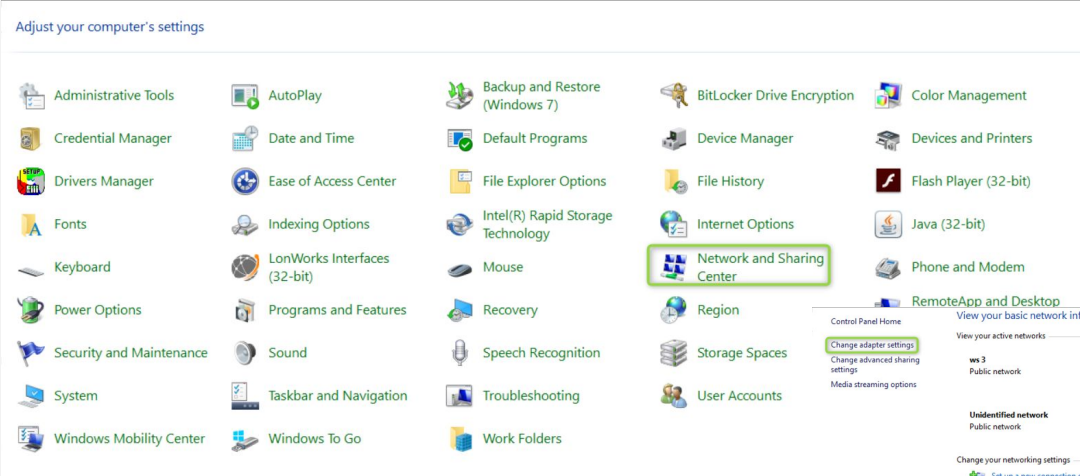 Adjust your computer's settings
Administrative Tools
AutoPlay
Backup and Restore
(Windows 7)
BitLocker Drive Encryption
Color Management
Credential Manager
Date and Time
Default Programs
Device Manager
Devices and Printers
SETUP
Drivers Manager
Ease of Access Center
File Explorer Options
File History
Flash Player (32-bit)
Fonts
Indexing Options
Intel(R) Rapid Storage
Technology
Internet Options
Java (32-bit)
Keyboard
LonWorks Interfaces
(32-bit)
Mouse
Network and Sharing
Center
Phone and Modem
Power Options
Programs and Features
Recovery
Region
RemoteApp and Desktop
Security and Maintenance
Sound
Speech Recognition
Storage Spaces
System
Taskbar and Navigation
Troubleshooting
User Accounts
Windows Mobility Center
Windows To Go
Work Folders
Control Panel Home
Change adapter settings
Change advanced sharing
settings
Media streaming options
View your basic network inf
View your active networks
ws 3
Public network
Unidentified network
Public network
Change your networking settings
Set up a new connection